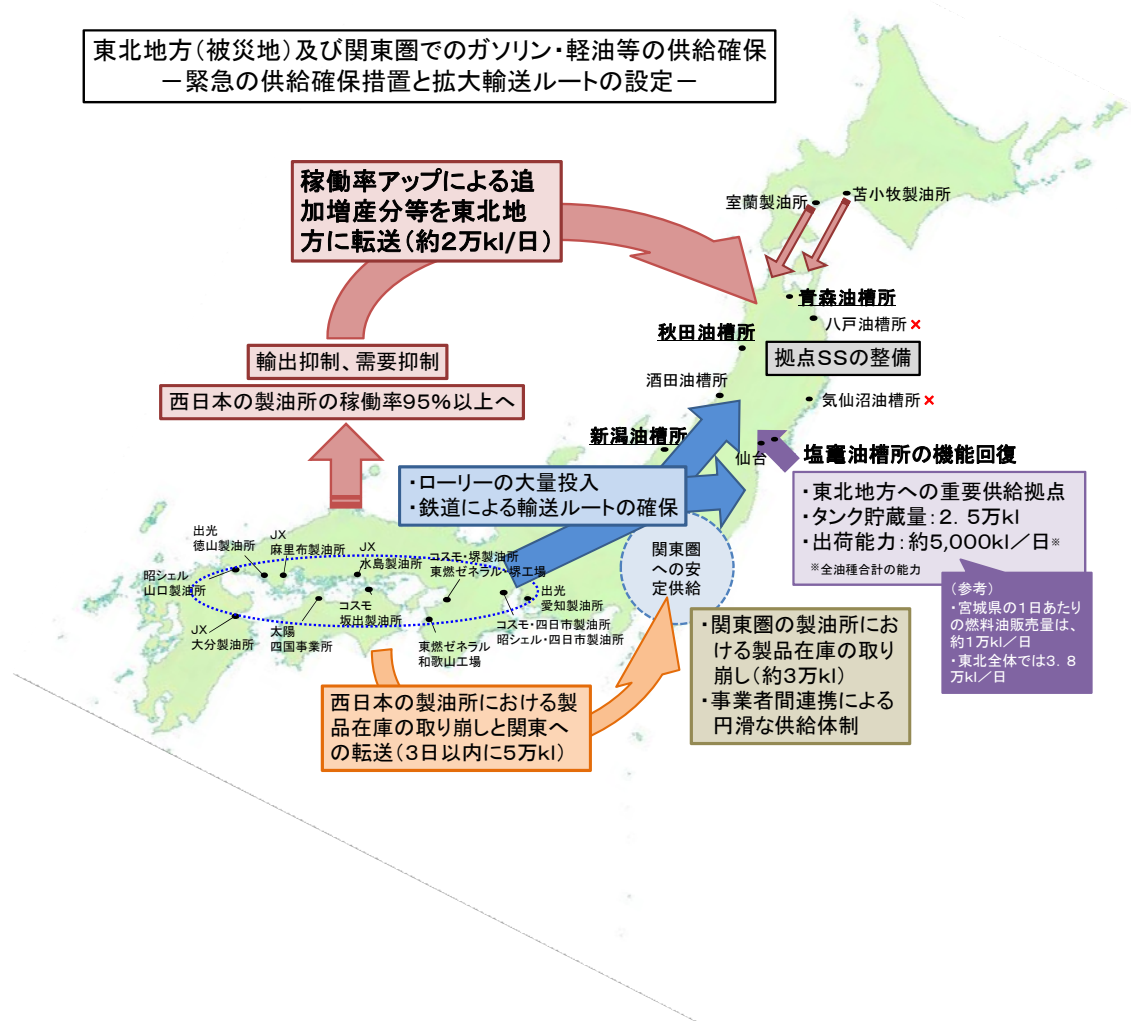 東北地方(被災地)及び関東圏でのガソリン・軽油等の供給確保
－緊急の供給確保措置と拡大輸送ルートの設定－
稼働率アップによる追
加増産分等を東北地
方に転送(約2万kl/日)
室蘭製油所
苫小牧製油所
青森油槽所
八戸油槽所×
秋田油槽所
拠点SSの整備
輸出抑制、需要抑制
西日本の製油所の稼働率95%以上へ
酒田油槽所
気仙沼油槽所×
新潟油槽所
仙台
塩竈油槽所の機能回復
・ローリーの大量投入
・鉄道による輸送ルートの確保
・東北地方への重要供給拠点
・タンク貯蔵量:2.5万kl
・出荷能力:約5,000kl/日※
※全油種合計の能力
(参考)
・宮城県の1日あたり
の燃料油販売量は、
約1万kl/日
・東北全体では3.8
万kl/日
関東圏
への安
定供給
出光
徳山製油所
JX
麻里布製油所
JX
水島製油所
コスモ・堺製油所
東燃ゼネラル・堺工場
昭シェル
山口製油所
JX
大分製油所
太陽
四国事業所
コスモ
坂出製油所
東燃ゼネラル
和歌山工場
出光
愛知製油所
コスモ・四日市製油所
昭シェル・四日市製油所
・関東圏の製油所にお
ける製品在庫の取り
崩し(約3万kl)
・事業者間連携による
円滑な供給体制
西日本の製油所における製
品在庫の取り崩しと関東へ
の転送(3日以内に5万kl)